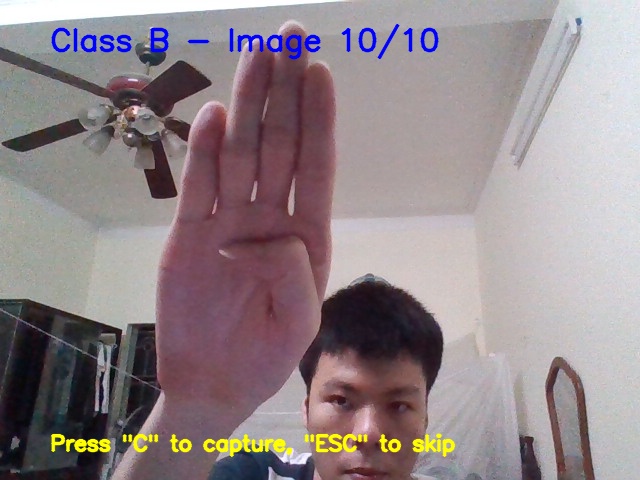 Class B - Image 10/10
Press "C" to capture, "ESC" to skip